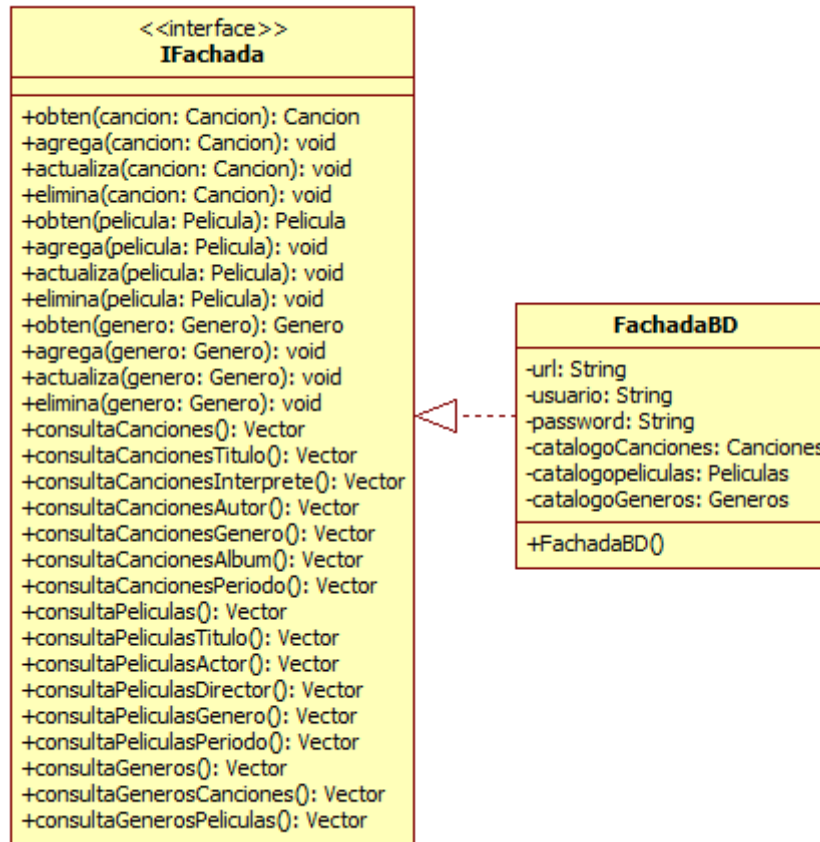 <<interface>>
IFachada
+obten(cancion: Cancion): Cancion
+agrega(cancion: Cancion): void
+actualiza(cancion: Cancion): void
+elimina(cancion: Cancion): void
+obten(pelicula: Pelicula): Pelicula
+agrega(pelicula: Pelicula): void
+actualiza(pelicula: Pelicula): void
+elimina(pelicula: Pelicula): void
+obten(genero: Genero): Genero
+agrega(genero: Genero): void
+actualiza(genero: Genero): void
+elimina(genero: Genero): void
+consultaCanciones(): Vector
+consultaCancionesTitulo(): Vector
+consultaCancionesInterprete(): Vector
+consultaCancionesAutor(): Vector
+consultaCancionesGenero(): Vector
+consultaCancionesAlbum(): Vector
+consultaCancionesPeriodo(): Vector
+consultaPeliculas(): Vector
+consultaPeliculasTitulo(): Vector
+consultaPeliculasActor(): Vector
+consultaPeliculasDirector(): Vector
+consultaPeliculasGenero(): Vector
+consultaPeliculasPeriodo(): Vector
+consultaGeneros(): Vector
+consultaGenerosCanciones(): Vector
+consultaGenerosPeliculas(): Vector
FachadaBD
-url: String
-usuario: String
-password: String
-catalogoCanciones: Canciones
-catalogopeliculas: Peliculas
-catalogoGeneros: Generos
+FachadaBD()